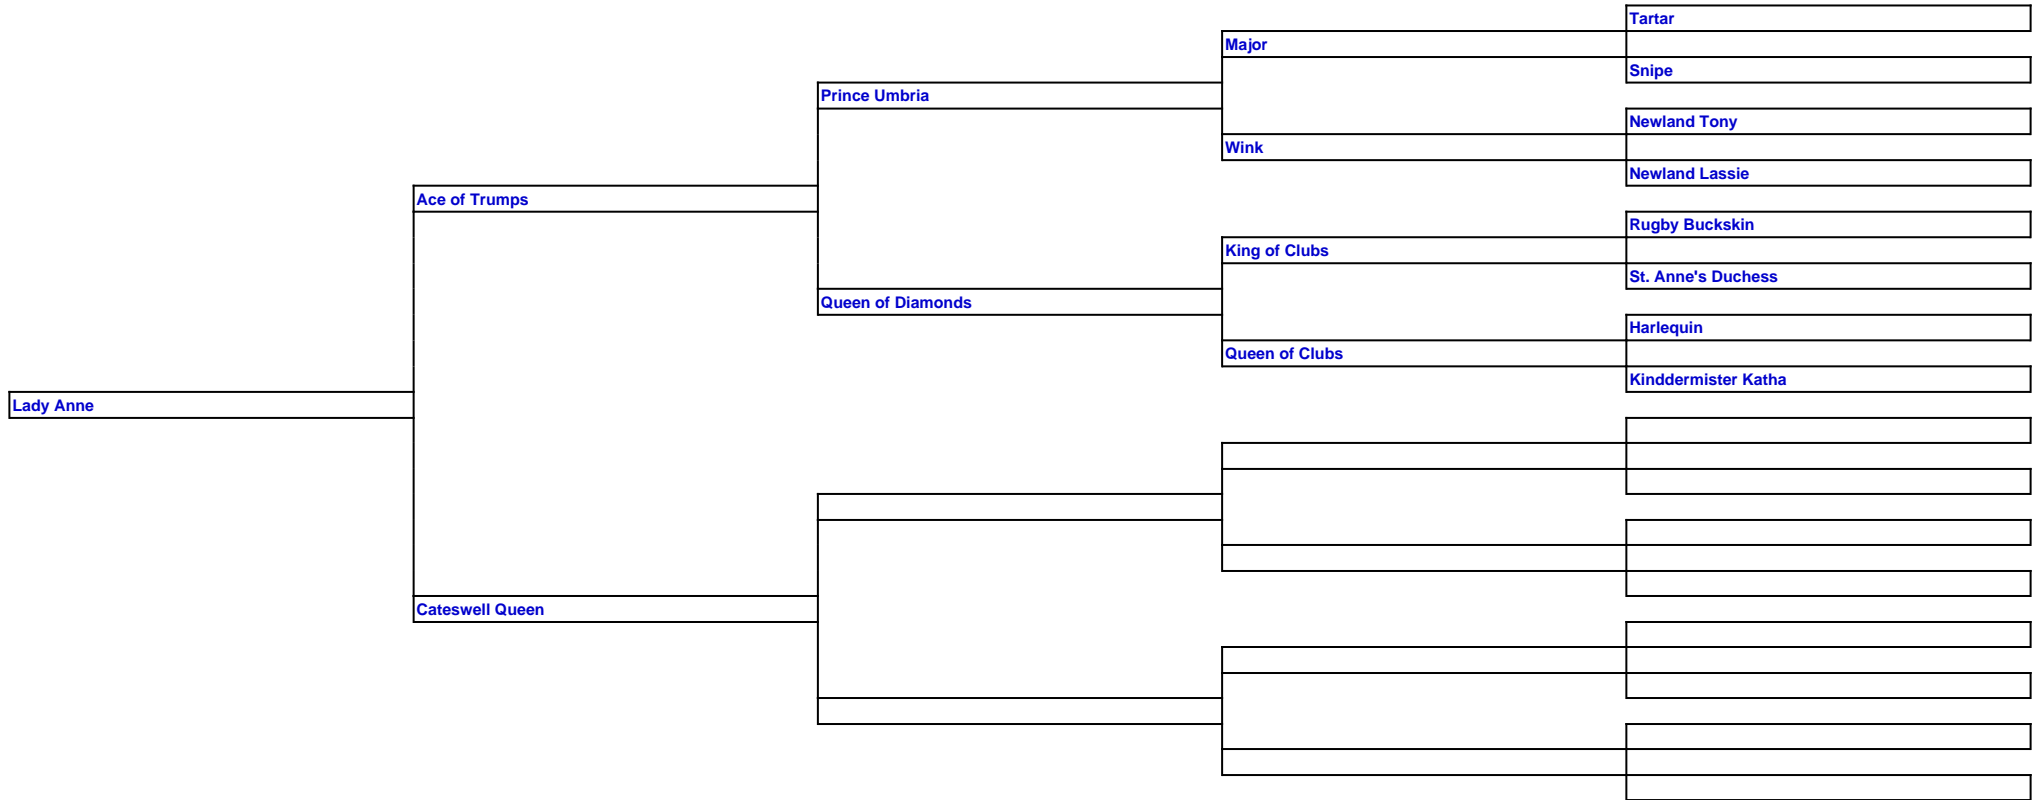 Tartar
Major
Snipe
Prince Umbria
Newland Tony
Wink
Newland Lassie
Ace of Trumps
Rugby Buckskin
King of Clubs
St. Anne's Duchess
Queen of Diamonds
Harlequin
Queen of Clubs
Kinddermister Katha
Lady Anne
Cateswell Queen